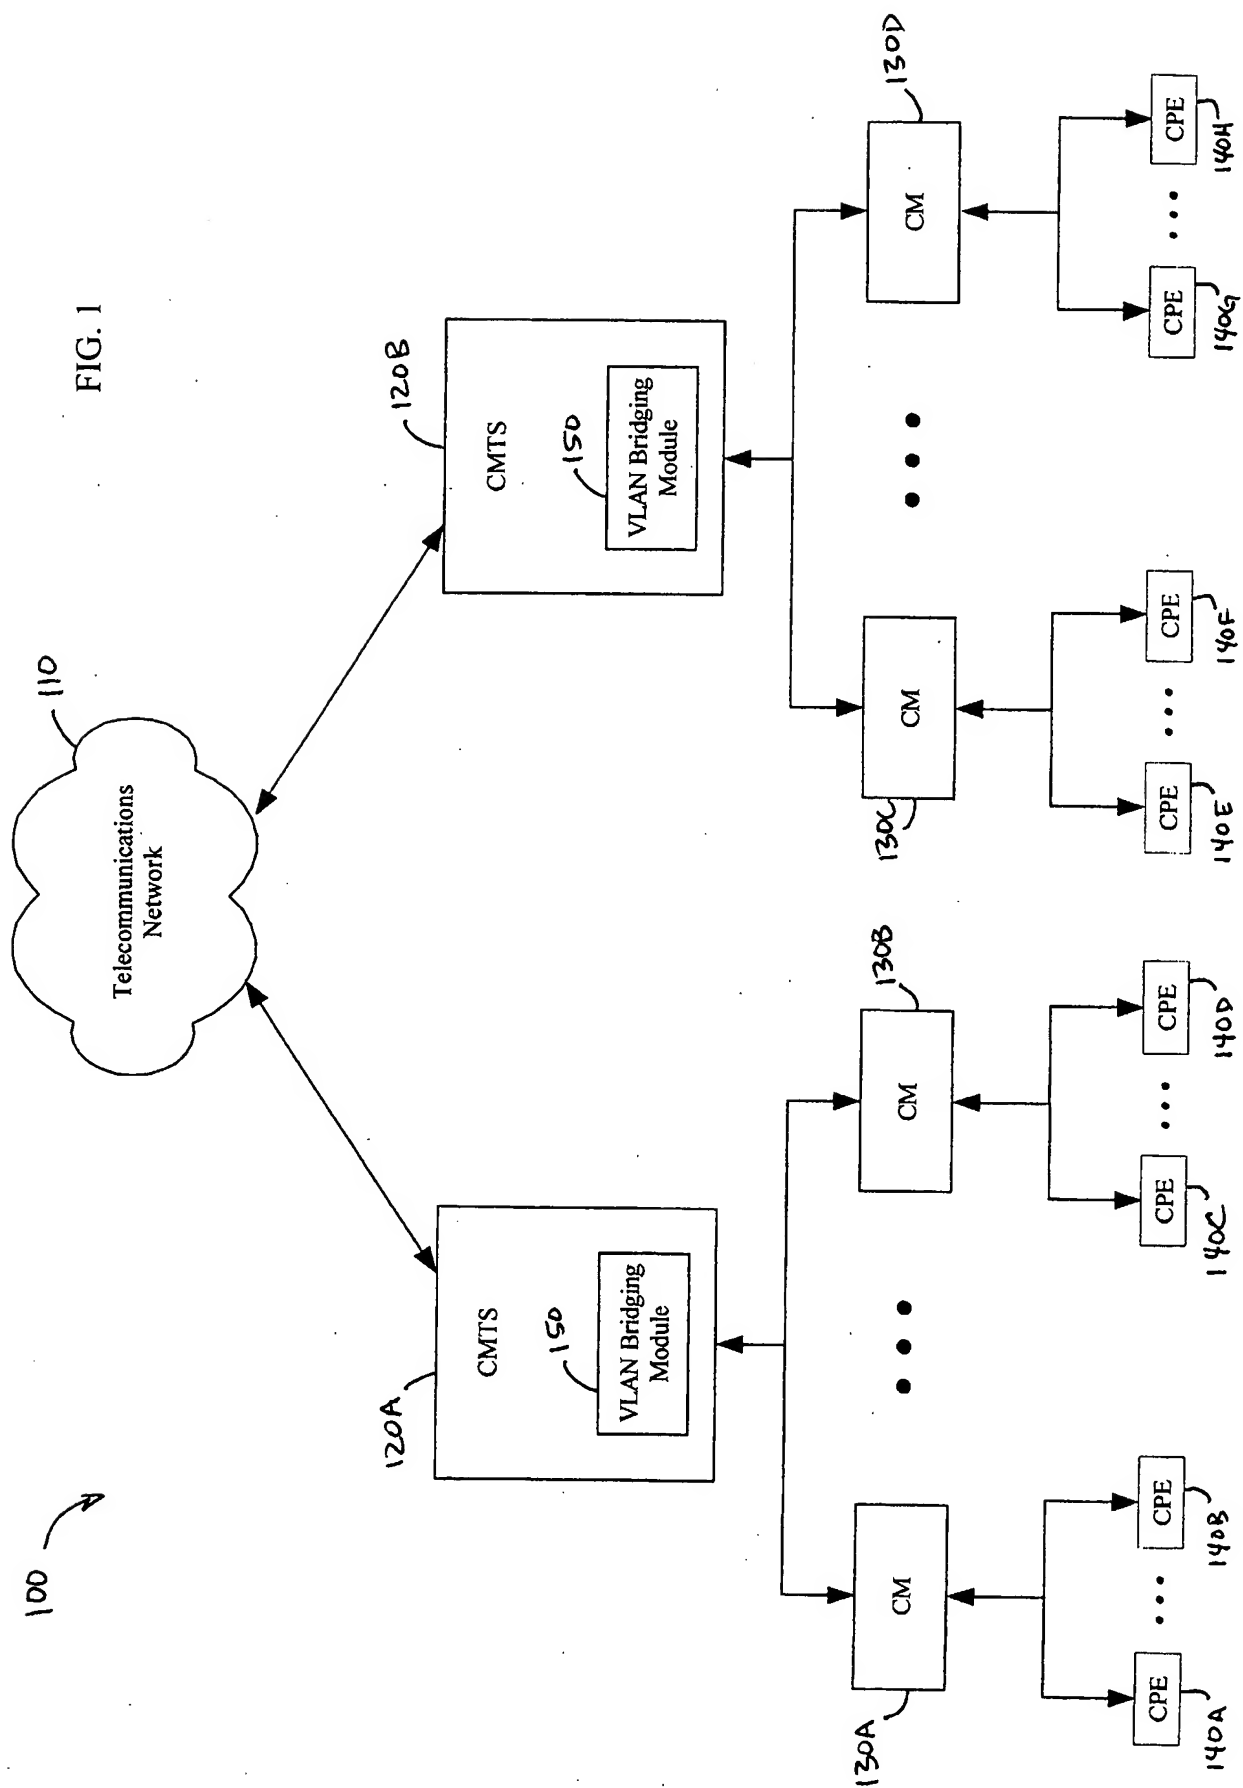 FIG. 1
100
Telecommunications
Network
110
120A
CMTS
150
VLAN Bridging
Module
120B
CMTS
150
VLAN Bridging
Module
130A
CM
CM
130B
130C
CM
CM
130D
CPE
CPE
CPE
CPE
CPE
CPE
CPE
CPE
140A
140B
140C
140D
140E
140F
140G
140H